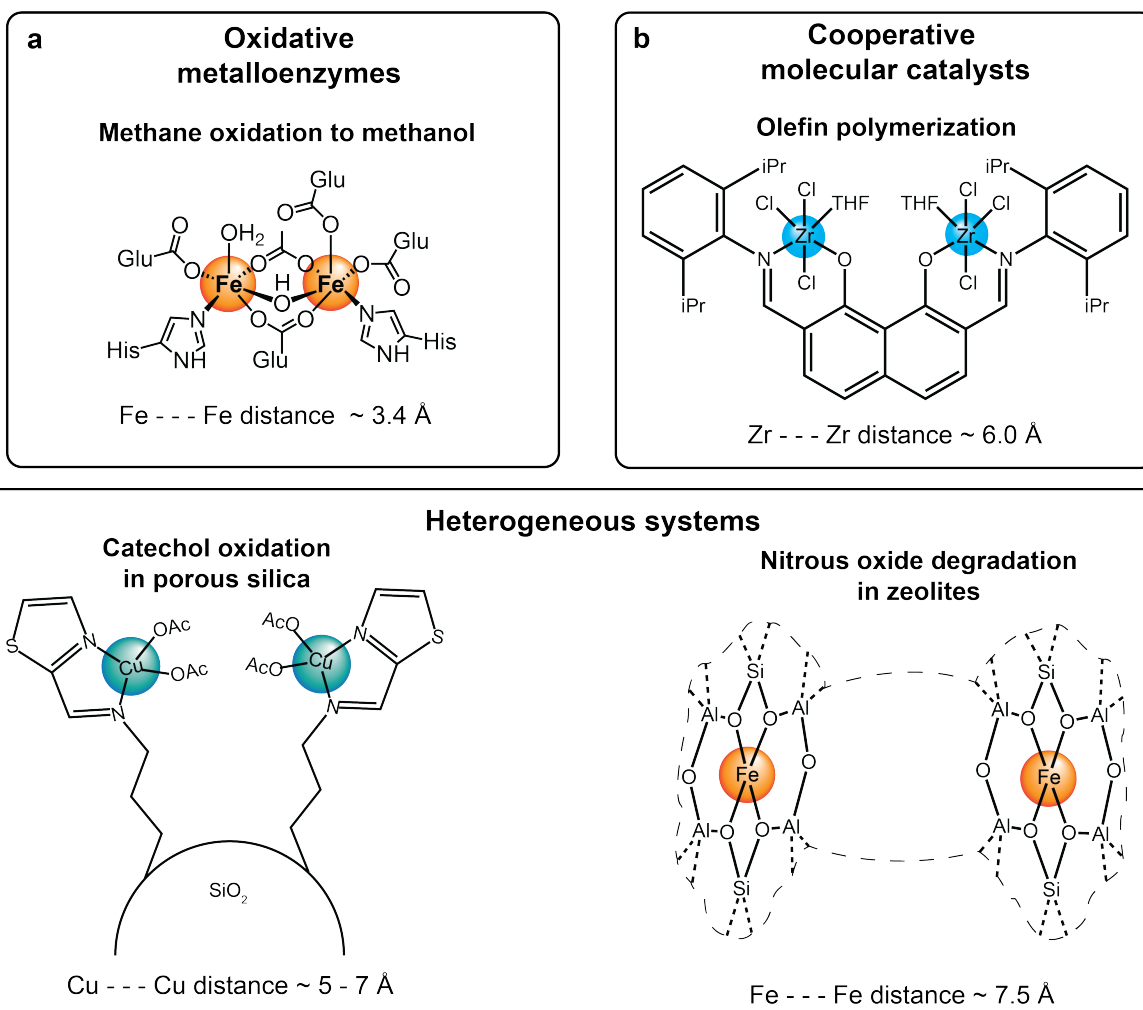 a
Oxidative
metalloenzymes
Methane oxidation to methanol
Glu
O
O
Glu
O
O
OH2
O
O
Glu
O
O
Fe
H
O
Fe
O
O
Glu
N
NH
His
N
NH
His
Fe - - - Fe distance ~ 3.4 Å
b
Cooperative
molecular catalysts
Olefin polymerization
iPr
iPr
Cl
Cl
THF
THF
Cl
Cl
Zr
Zr
N
O
Cl
O
Cl
N
iPr
iPr
Zr - - - Zr distance ~ 6.0 Å
Heterogeneous systems
Catechol oxidation
in porous silica
S
N
Cu
OAc
OAc
N
AcO
AcO
Cu
N
S
N
SiO2
Cu - - - Cu distance ~ 5 - 7 Å
Nitrous oxide degradation
in zeolites
Si
Al
O
O
Al
O
Fe
O
Al
O
O
Al
Si
Si
Al
O
O
Al
O
Fe
O
Al
O
O
Al
Si
Fe - - - Fe distance ~ 7.5 Å